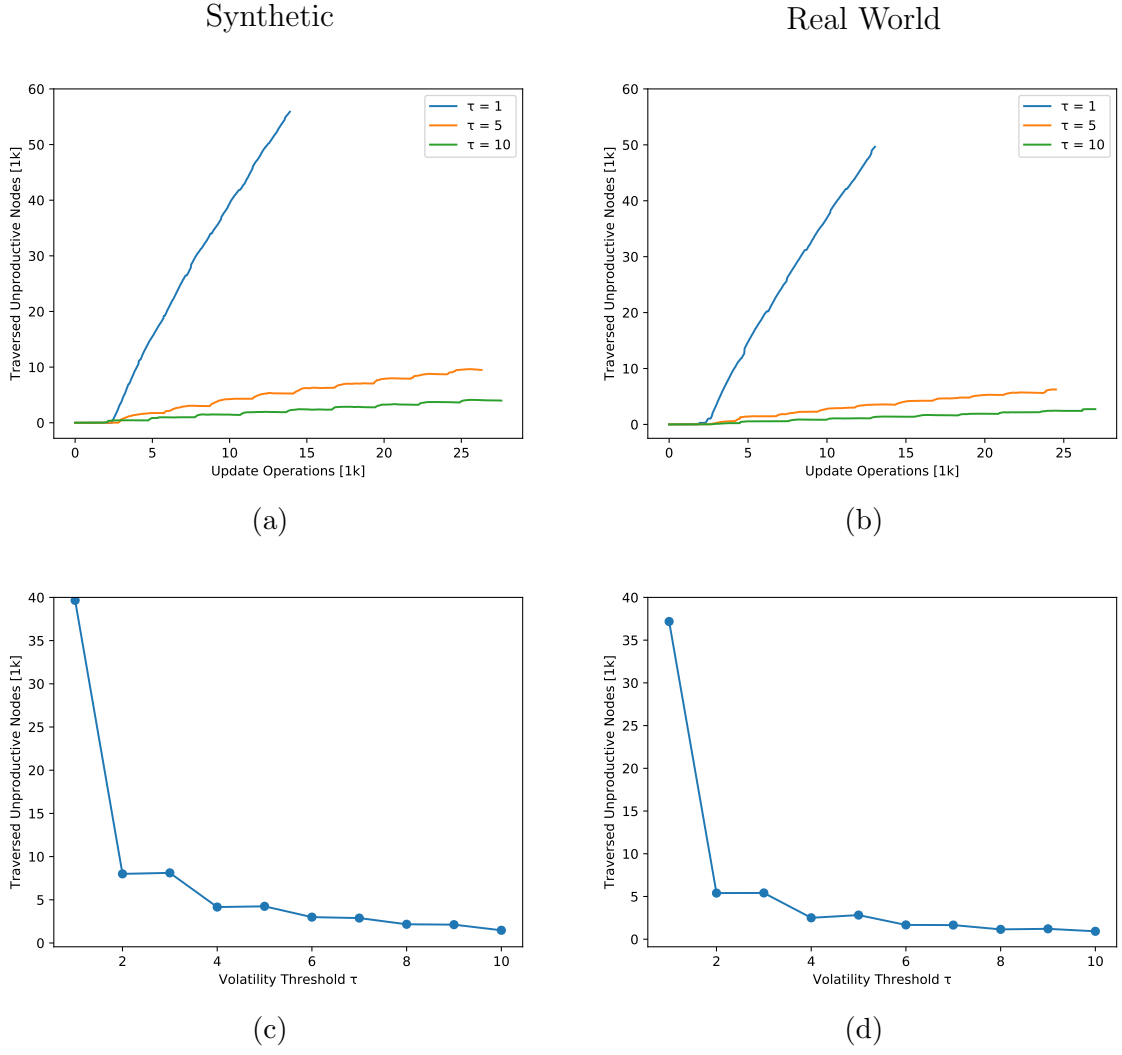 Synthetic
Real World
60
50
40
30
20
10
0
Traversed Unproductive Nodes [1k]
τ = 1
τ = 5
τ = 10
0 5 10 15 20 25
Update Operations [1k]
(a)
60
50
40
30
20
10
0
Traversed Unproductive Nodes [1k]
τ = 1
τ = 5
τ = 10
0 5 10 15 20 25
Update Operations [1k]
(b)
40
35
30
25
20
15
10
5
0
Traversed Unproductive Nodes [1k]
2 4 6 8 10
Volatility Threshold τ
(c)
40
35
30
25
20
15
10
5
0
Traversed Unproductive Nodes [1k]
2 4 6 8 10
Volatility Threshold τ
(d)